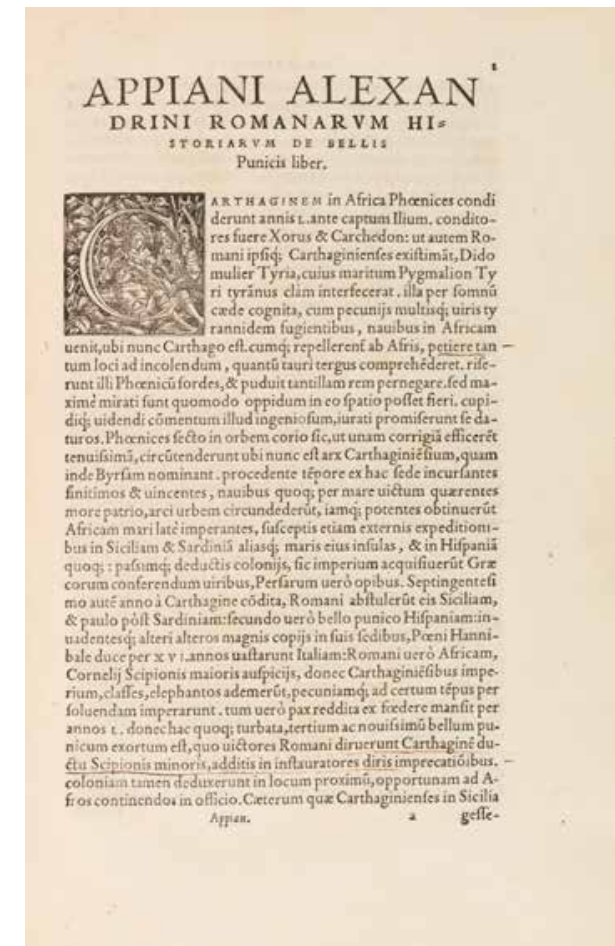 1
APPIANI ALEXAN
DRINI ROMANARVM HI=
STORIARVM DE BELLIS
Punicis liber.
CARTHAGINEM in Africa Phœnices condi
derunt annis L. ante captum Ilium. condito-
res fuere Xorus & Carchedon: ut autem Ro-
mani ipsiq; Carthaginienses existimāt, Dido
mulier Tyria, cuius maritum Pygmalion Ty
ri tyrānus clàm interfecerat. illa per somnū
cæde cognita, cum pecunijs multisq; uiris ty
rannidem fugientibus, nauibus in Africam
uenit, ubi nunc Carthago est. cumq; repellerent̃ ab Afris, petiere tan
tum loci ad incolendum, quantū tauri tergus comprehēderet. rise-
runt illi Phœnicū sordes, & puduit tantillam rem pernegare. sed ma-
ximè mirati sunt quomodo oppidum in eo spatio posset fieri. cupi-
diq; uidendi cōmentum illud ingeniosum, iurati promiserunt se da-
turos. Phœnices secto in orbem corio sic, ut unam corrigiā efficerēt
tenuissimā, circūtenderunt ubi nunc est arx Carthaginiēsium, quam
inde Byrsam nominant. procedente tēpore ex hac sede incursantes
finitimos & uincentes, nauibus quoq; per mare uictum quærentes
more patrio, arci urbem circundederūt, iamq; potentes obtinuerūt
Africam mari latè imperantes, susceptis etiam externis expeditioni-
bus in Siciliam & Sardiniā aliasq; maris eius insulas, & in Hispaniā
quoq; : passimq; deductis colonijs, sic imperium acquisiuerūt Græ
corum conferendum uiribus, Persarum uerò opibus. Septingentesi
mo autē anno à Carthagine cōdita, Romani abstulerūt eis Siciliam,
& paulo pòst Sardiniam: secundo uerò bello punico Hispaniam: in-
uadentesq; alteri alteros magnis copijs in suis sedibus, Pœni Hanni-
bale duce per XVI. annos uastarunt Italiam: Romani uerò Africam,
Cornelij Scipionis maioris auspicijs, donec Carthaginiēsibus impe-
rium, classes, elephantos ademerūt, pecuniamq; ad certum tēpus per
soluendam imperarunt. tum uerò pax reddita ex fœdere mansit per
annos L. donec hac quoq; turbata, tertium ac nouissimū bellum pu-
nicum exortum est, quo uictores Romani diruerunt Carthaginē du-
ctu Scipionis minoris, additis in instauratores diris imprecatiōibus.
coloniam tamen deduxerunt in locum proximū, opportunam ad A-
fros continendos in officio. Cæterum quæ Carthaginienses in Sicilia
Appian. a gesse-